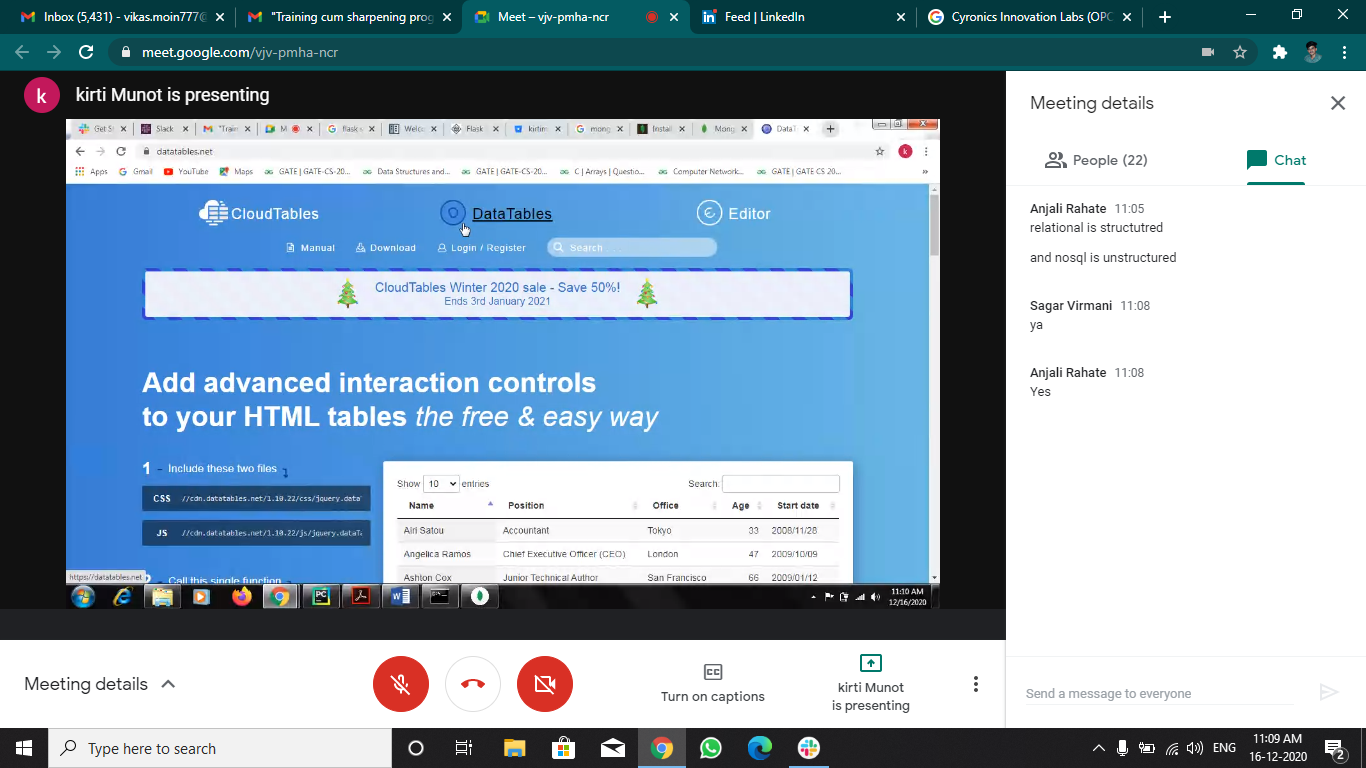 Inbox (5,431) - vikas.moin777@
"Training cum sharpening prog
Meet – vjv-pmha-ncr
Feed | LinkedIn
Cyronics Innovation Labs (OPC
meet.google.com/vjv-pmha-ncr
k
kirti Munot is presenting
Get S
Slack
"Train
M
flask v
Welc
Flask
kirtim
mong
Install
Mong
DataT
datatables.net
k
Apps
Gmail
YouTube
Maps
GATE | GATE-CS-20...
Data Structures and...
GATE | GATE-CS-20...
C | Arrays | Questio...
Computer Network...
GATE | GATE CS 20...
CloudTables
DataTables
Editor
Manual
Download
Login / Register
Search
CloudTables Winter 2020 sale - Save 50%!
Ends 3rd January 2021
Add advanced interaction controls
to your HTML tables the free & easy way
1 - Include these two files
CSS //cdn.datatables.net/1.10.22/css/jquery.data
JS //cdn.datatables.net/1.10.22/js/jquery.dataTa
Call this single function
Show 10 entries
Search:
Name Position Office Age Start date
Airi Satou Accountant Tokyo 33 2008/11/28
Angelica Ramos Chief Executive Officer (CEO) London 47 2009/10/09
Ashton Cox Junior Technical Author San Francisco 66 2009/01/12
https://datatables.net
11:10 AM
12/16/2020
Meeting details
People (22)
Chat
Anjali Rahate 11:05
relational is structutred
and nosql is unstructured
Sagar Virmani 11:08
ya
Anjali Rahate 11:08
Yes
Send a message to everyone
Meeting details
Turn on captions
kirti Munot
is presenting
Type here to search
ENG
11:09 AM
16-12-2020
2